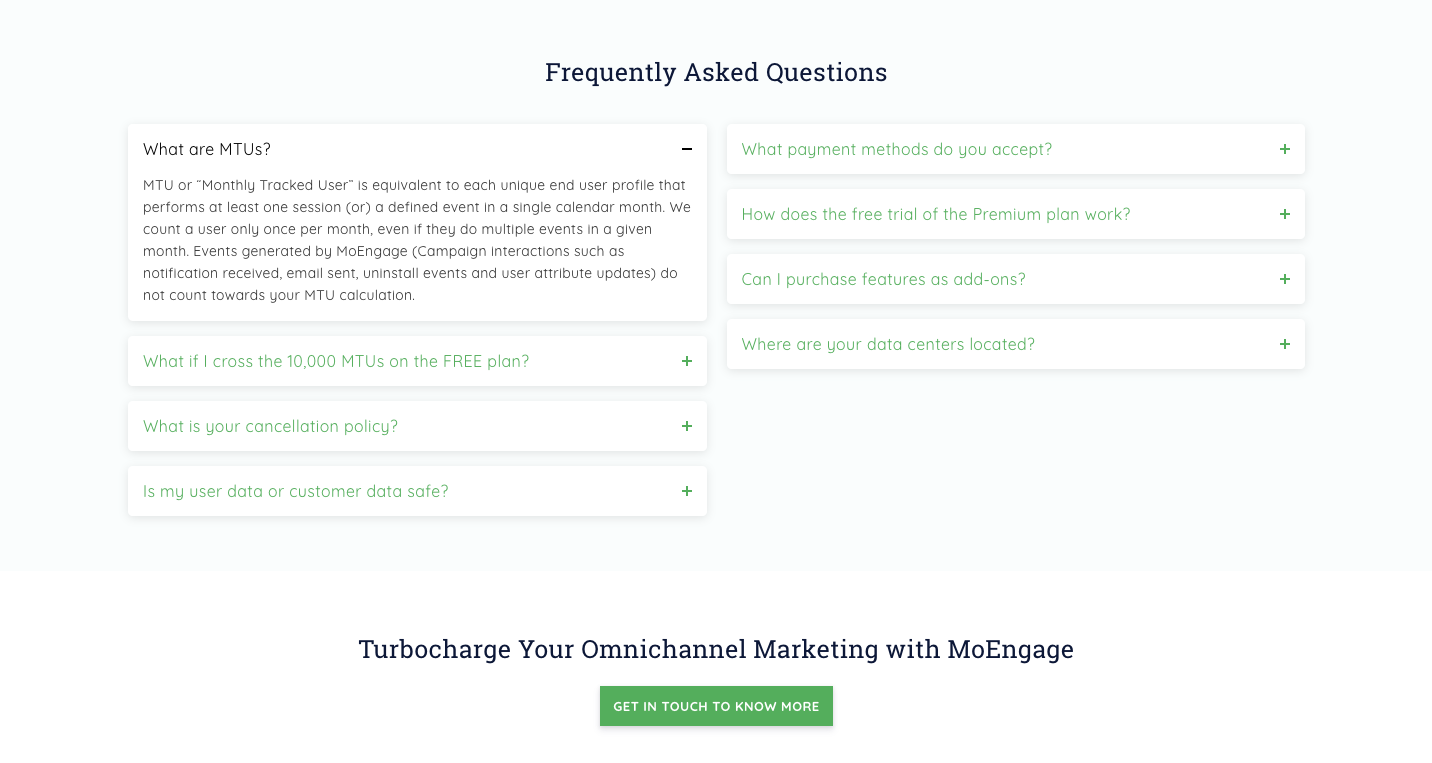 Frequently Asked Questions
What are MTUs?
MTU or ˝Monthly Tracked User˝ is equivalent to each unique end user profile that
performs at least one session (or) a defined event in a single calendar month. We
count a user only once per month, even if they do multiple events in a given
month. Events generated by MoEngage (Campaign interactions such as
notification received, email sent, uninstall events and user attribute updates) do
not count towards your MTU calculation.
What if I cross the 10,000 MTUs on the FREE plan?
What is your cancellation policy?
Is my user data or customer data safe?
What payment methods do you accept?
How does the free trial of the Premium plan work?
Can I purchase features as add-ons?
Where are your data centers located?
Turbocharge Your Omnichannel Marketing with MoEngage
GET IN TOUCH TO KNOW MORE